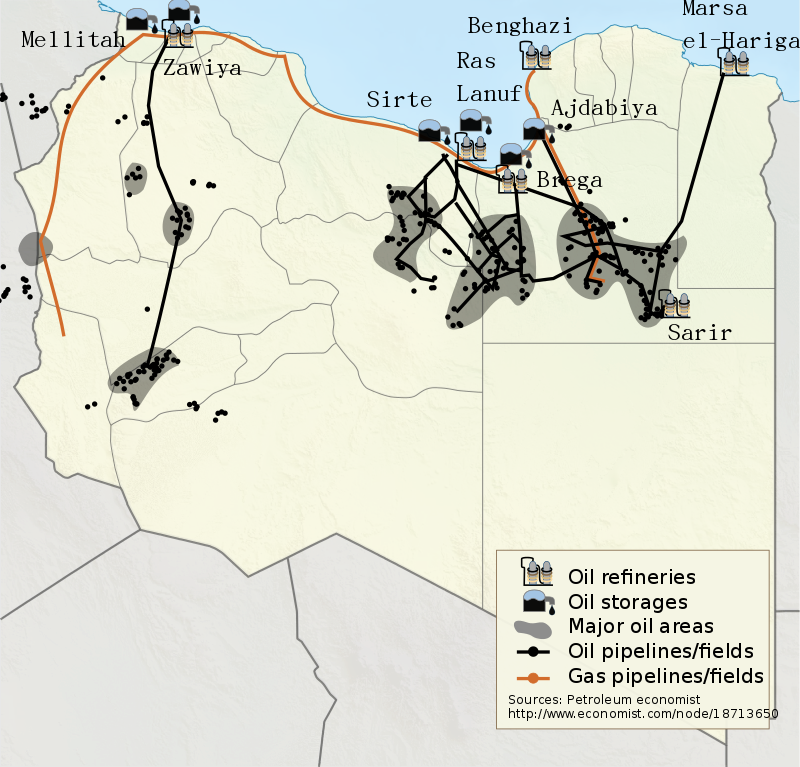 Marsa
el-Hariga
Benghazi
Mellitah
Zawiya
Ras
Lanuf
Sirte
Ajdabiya
Brega
Sarir
Oil refineries
Oil storages
Major oil areas
Oil pipelines/fields
Gas pipelines/fields
Sources: Petroleum economist
http://www.economist.com/node/18713650